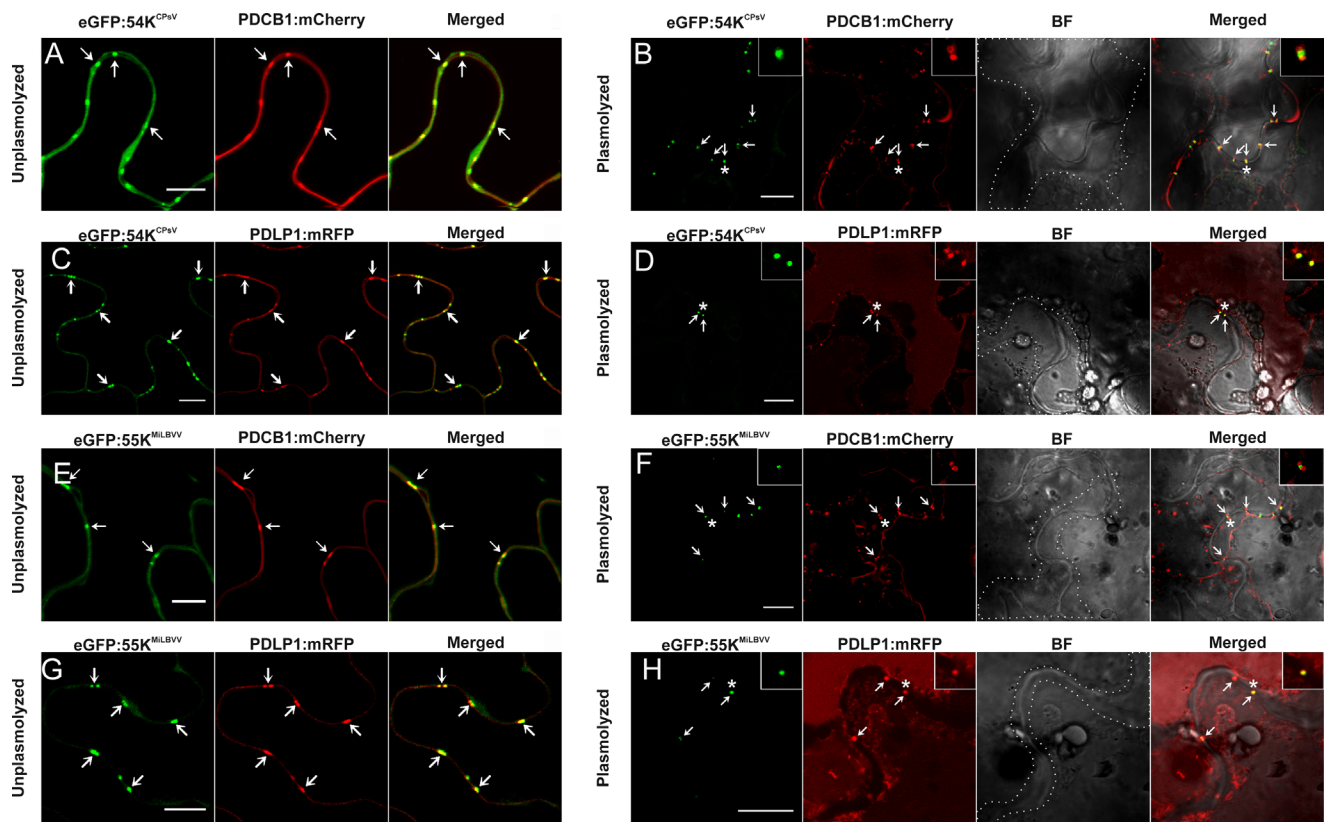 eGFP:54K^CPsV PDCB1:mCherry Merged
Unplasmolyzed
A
eGFP:54K^CPsV PDCB1:mCherry BF Merged
Plasmolyzed
B
*
*
*
eGFP:54K^CPsV PDLP1:mRFP Merged
Unplasmolyzed
C
eGFP:54K^CPsV PDLP1:mRFP BF Merged
Plasmolyzed
D
*
*
*
eGFP:55K^MiLBVV PDCB1:mCherry Merged
Unplasmolyzed
E
eGFP:55K^MiLBVV PDCB1:mCherry BF Merged
Plasmolyzed
F
*
*
*
eGFP:55K^MiLBVV PDLP1:mRFP Merged
Unplasmolyzed
G
eGFP:55K^MiLBVV PDLP1:mRFP BF Merged
Plasmolyzed
H
*
*
*